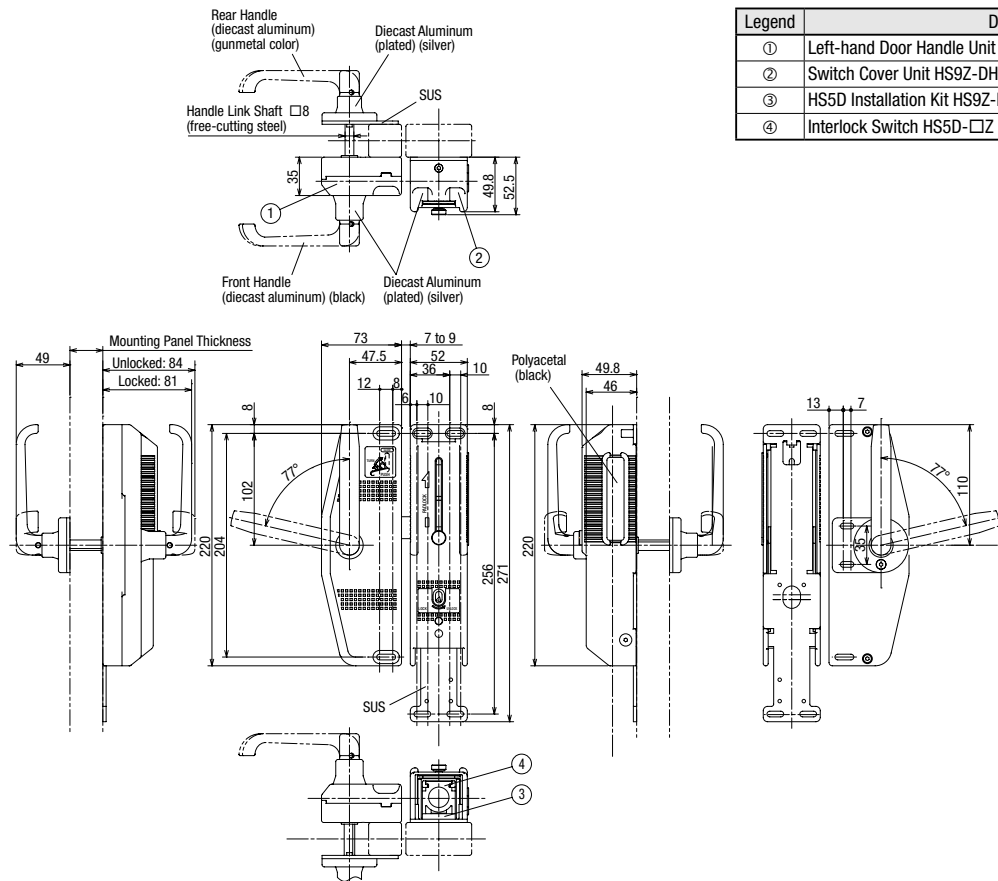 Rear Handle
(diecast aluminum)
(gunmetal color)
Diecast Aluminum
(plated) (silver)
SUS
Handle Link Shaft □8
(free-cutting steel)
35
49.8
52.5
①
②
Front Handle
(diecast aluminum) (black)
Diecast Aluminum
(plated) (silver)
Legend D
① Left-hand Door Handle Unit
② Switch Cover Unit HS9Z-DH
③ HS5D Installation Kit HS9Z-
④ Interlock Switch HS5D-□Z
Mounting Panel Thickness
49
Unlocked: 84
Locked: 81
73
47.5
12
8
7 to 9
52
36
10
6
10
8
8
77°
102
220
204
PADLOCK
256
271
SUS
Polyacetal
(black)
49.8
46
220
13
7
77°
110
35
④
③